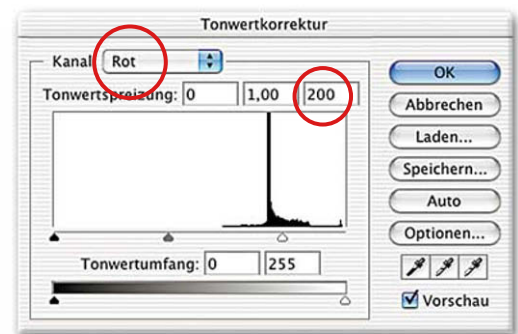 Tonwertkorrektur
Kanal: Rot
OK
Tonwertspreizung: 0 1,00 200
Abbrechen
Laden...
Speichern...
Auto
Optionen...
Tonwertumfang: 0 255
Vorschau